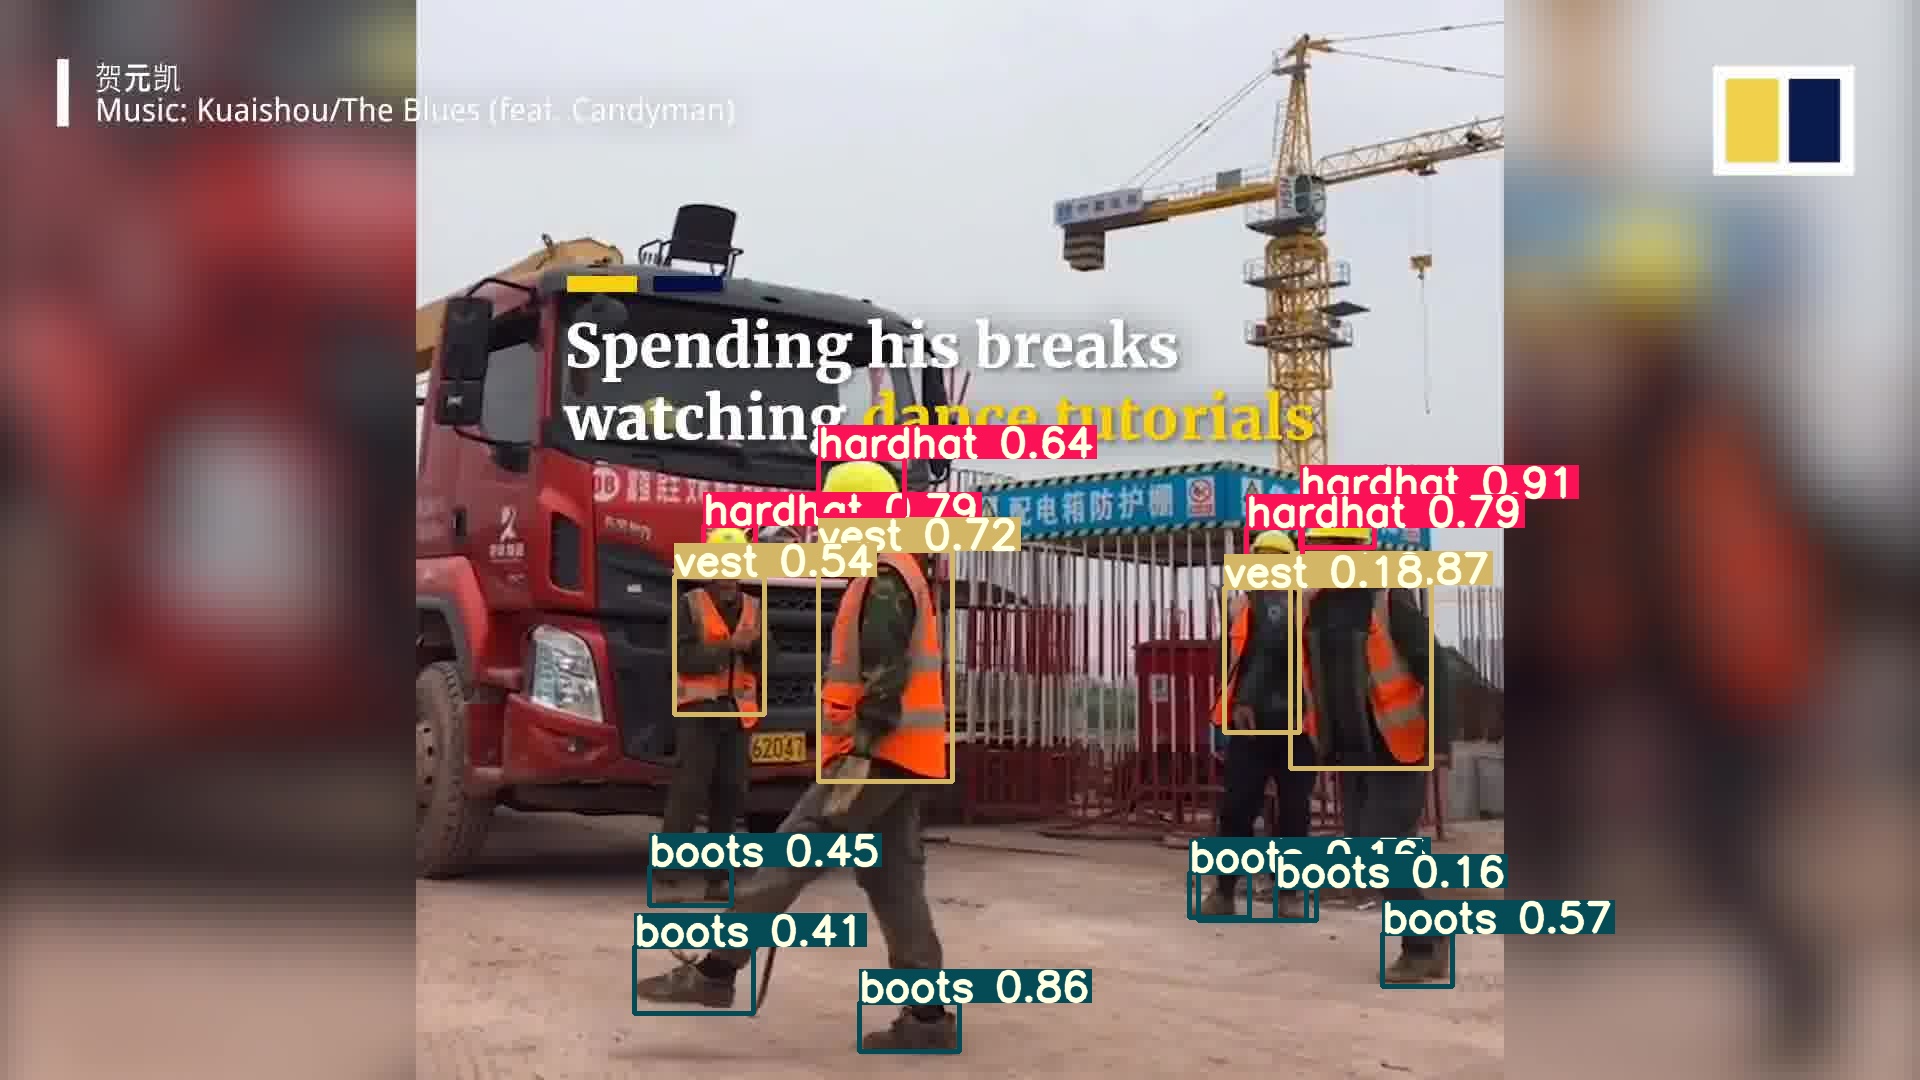 贺元凯
Music: Kuaishou/The Blues (feat. Candyman)
Spending his breaks
watching dance tutorials
hardhat 0.64
hardhat 0.91
hardhat 0.79
hardhat 0.79
配电箱防护棚
vest 0.72
vest 0.54
vest 0.18
.87
62047
boots 0.45
boots 0.16
boots 0.16
boots 0.57
boots 0.41
boots 0.86